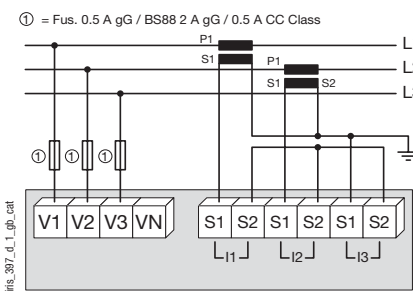 ① = Fus. 0.5 A gG / BS88 2 A gG / 0.5 A CC Class
P1
L
S1
P1
L
S1 S2
L
① ① ①
V1 V2 V3 VN S1 S2 S1 S2 S1 S2
I1 I2 I3
iris_397_d_1_gb_cat